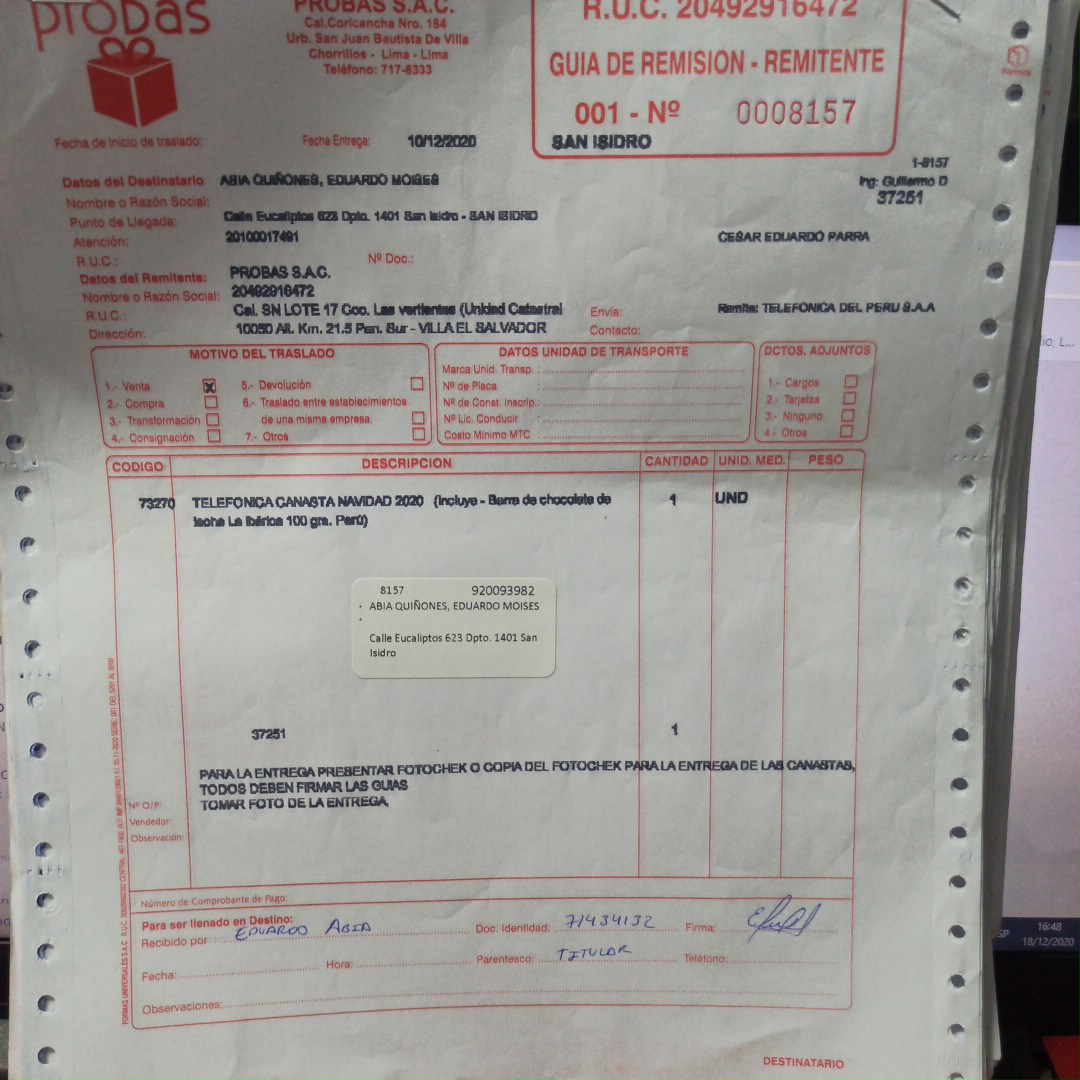 probas
PROBAS S.A.C.
Cal.Coricancha Nro. 184
Urb. San Juan Bautista De Villa
Chorrillos - Lima - Lima
Teléfono: 717-8333
R.U.C. 20492916472
GUIA DE REMISION - REMITENTE
001 - Nº 0008157
Fecha de inicio de traslado:
Fecha Entrega: 10/12/2020
SAN ISIDRO
1-8157
Ing: Guillermo D
37251
Datos del Destinatario ABIA QUIÑONES, EDUARDO MOISES
Nombre o Razón Social:
Punto de Llegada: Calle Eucaliptos 623 Dpto. 1401 San Isidro - SAN ISIDRO
Atención: 20100017491 CESAR EDUARDO PARRA
R.U.C.: Nº Doc.:
Datos del Remitente: PROBAS S.A.C.
Nombre o Razón Social: 20492916472
R.U.C.: Cal. SN LOTE 17 Coo. Las vertientes (Unidad Catastral Envia: Remite: TELEFÓNICA DEL PERU S.A.A
Dirección: 10050 Alt. Km. 21.5 Pan. Sur - VILLA EL SALVADOR Contacto:
MOTIVO DEL TRASLADO
1.- Venta x 5.- Devolución
2.- Compra 6.- Traslado entre establecimientos
3.- Transformación de una misma empresa
4.- Consignación 7.- Otros
DATOS UNIDAD DE TRANSPORTE
Marca Unid. Transp. :
Nº de Placa :
Nº de Const. Inscrip.:
Nº Lic. Conducir :
Costo Mínimo MTC :
DCTOS. ADJUNTOS
1.- Cargos
2.- Tarjetas
3.- Ninguno
4.- Otros
CODIGO DESCRIPCION CANTIDAD UNID. MED. PESO
73270 TELEFONICA CANASTA NAVIDAD 2020 (Incluye - Barra de chocolate de 1 UND
leche La Ibérica 100 grs. Perú)
8157 920093982
ABIA QUIÑONES, EDUARDO MOISES
Calle Eucaliptos 623 Dpto. 1401 San
Isidro
37251 1
PARA LA ENTREGA PRESENTAR FOTOCHEK O COPIA DEL FOTOCHEK PARA LA ENTREGA DE LAS CANASTAS,
TODOS DEBEN FIRMAR LAS GUIAS
TOMAR FOTO DE LA ENTREGA,
Nº O/P:
Vendedor:
Observación:
Número de Comprobante de Pago:
Para ser llenado en Destino:
Recibido por EDUARDO ABIA Doc. Identidad: 71434132 Firma:
Parentesco: TITULAR Teléfono:
Fecha: Hora:
Observaciones:
DESTINATARIO
16:48
18/12/2020